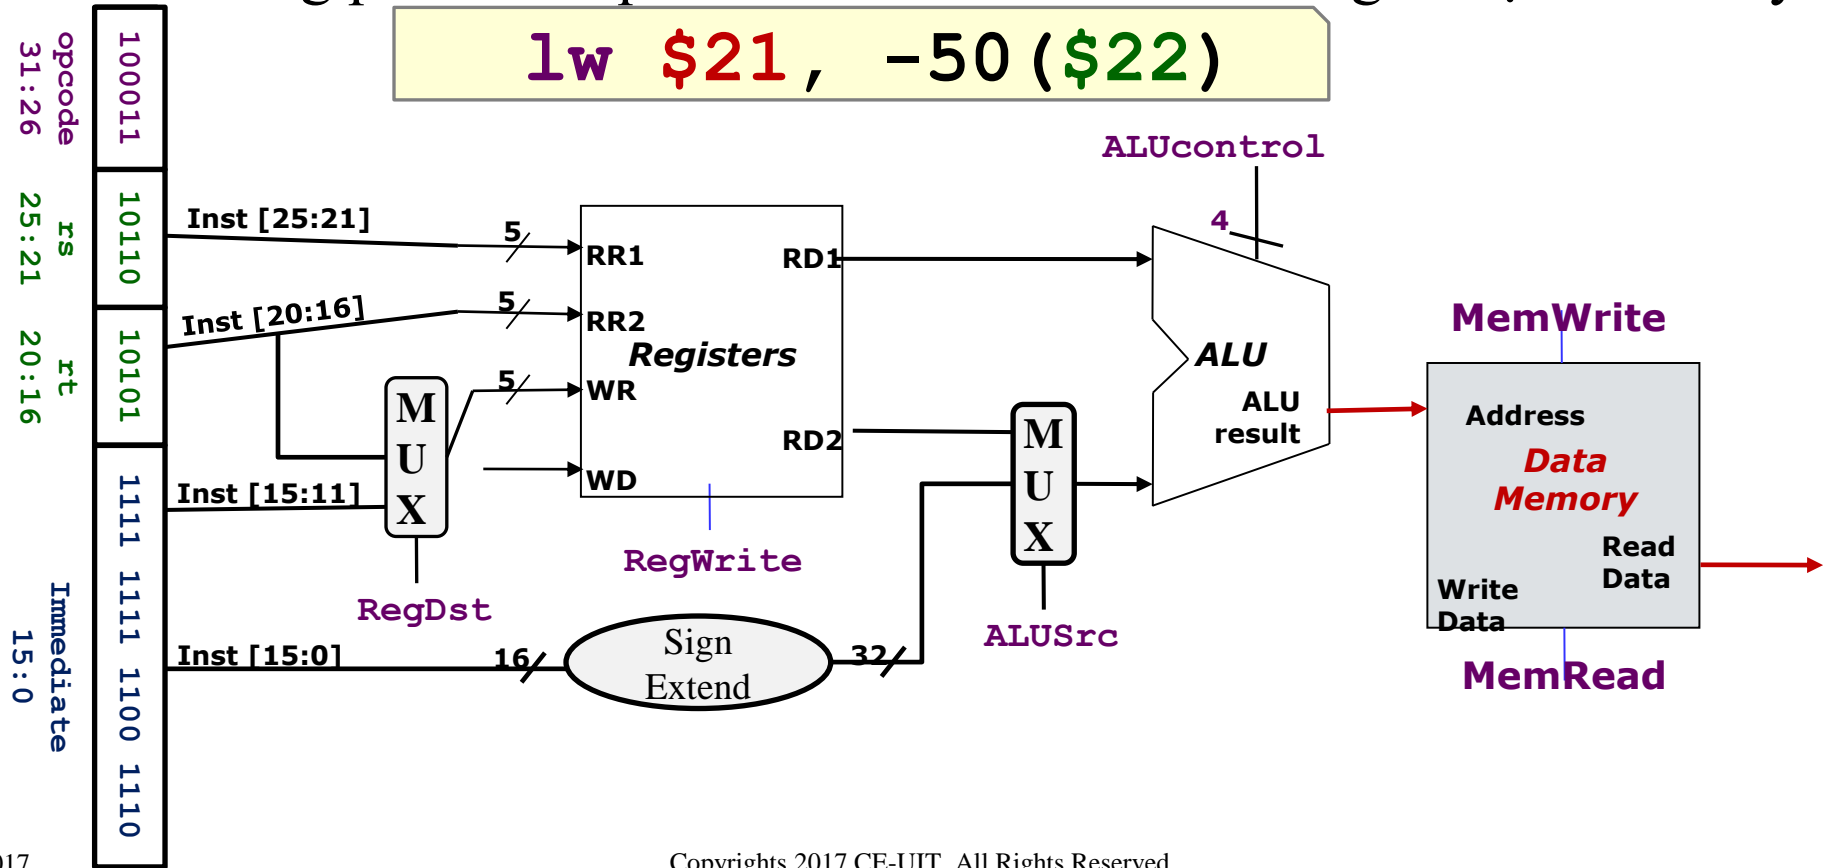 lw $21, -50($22)
opcode
31:26
100011
rs
25:21
10110
rt
20:16
10101
Immediate
15:0
1111 1111 1100 1110
Inst [25:21]
5
Inst [20:16]
5
5
Inst [15:11]
Inst [15:0]
16
32
M
U
X
RegDst
RR1
RR2
WR
WD
RD1
RD2
Registers
RegWrite
Sign
Extend
M
U
X
ALUSrc
ALUcontrol
4
ALU
ALU
result
MemWrite
Address
Data
Memory
Read
Data
Write
Data
MemRead
Copyrights 2017 CE-UIT. All Rights Reserved